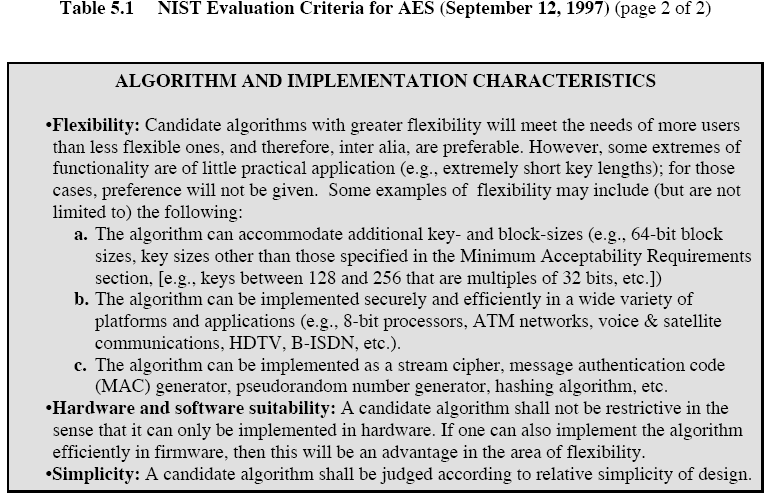 Table 5.1 NIST Evaluation Criteria for AES (September 12, 1997) (page 2 of 2)
ALGORITHM AND IMPLEMENTATION CHARACTERISTICS
•Flexibility: Candidate algorithms with greater flexibility will meet the needs of more users
than less flexible ones, and therefore, inter alia, are preferable. However, some extremes of
functionality are of little practical application (e.g., extremely short key lengths); for those
cases, preference will not be given. Some examples of flexibility may include (but are not
limited to) the following:
a. The algorithm can accommodate additional key- and block-sizes (e.g., 64-bit block
sizes, key sizes other than those specified in the Minimum Acceptability Requirements
section, [e.g., keys between 128 and 256 that are multiples of 32 bits, etc.])
b. The algorithm can be implemented securely and efficiently in a wide variety of
platforms and applications (e.g., 8-bit processors, ATM networks, voice & satellite
communications, HDTV, B-ISDN, etc.).
c. The algorithm can be implemented as a stream cipher, message authentication code
(MAC) generator, pseudorandom number generator, hashing algorithm, etc.
•Hardware and software suitability: A candidate algorithm shall not be restrictive in the
sense that it can only be implemented in hardware. If one can also implement the algorithm
efficiently in firmware, then this will be an advantage in the area of flexibility.
•Simplicity: A candidate algorithm shall be judged according to relative simplicity of design.